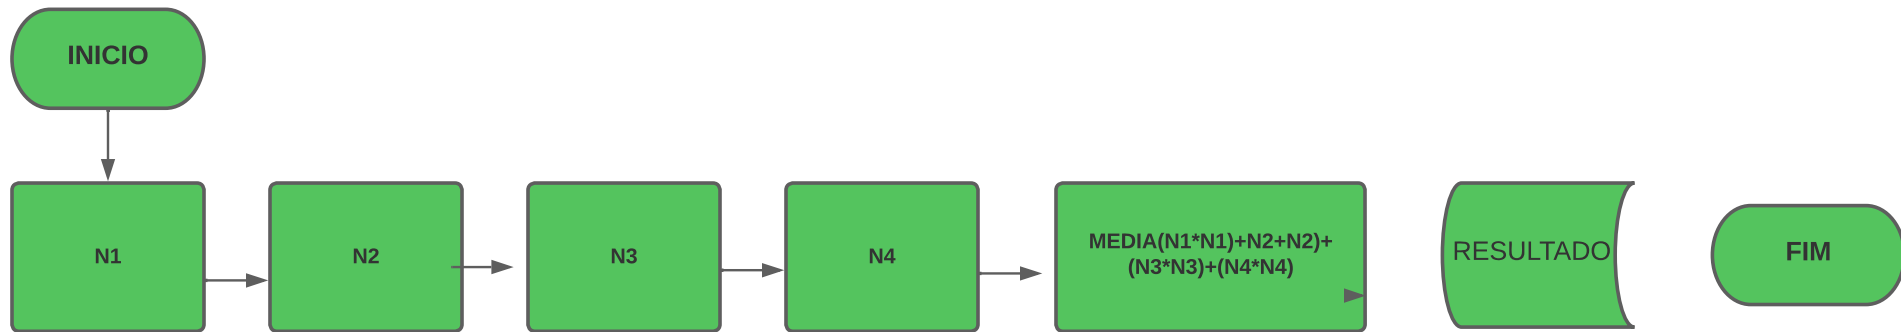 INICIO
N1
N2
N3
N4
MEDIA(N1*N1)+N2+N2)+
(N3*N3)+(N4*N4)
RESULTADO
FIM